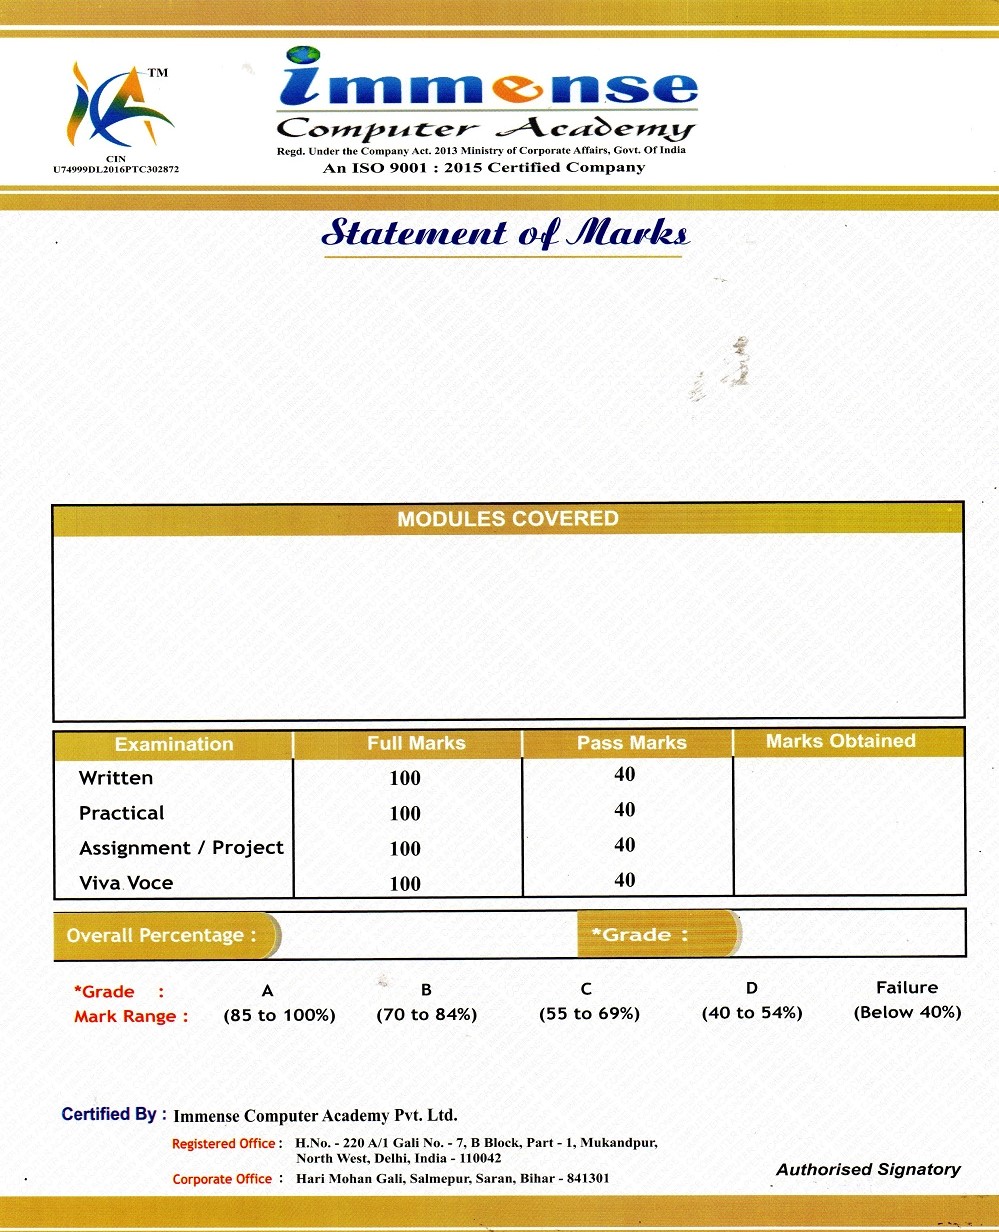 TM
CIN
U74999DL2016PTC302872
immense
Computer Academy
Regd. Under the Company Act. 2013 Ministry of Corporate Affairs, Govt. Of India
An ISO 9001 : 2015 Certified Company
Statement of Marks
MODULES COVERED
Examination Full Marks Pass Marks Marks Obtained
Written 100 40
Practical 100 40
Assignment / Project 100 40
Viva Voce 100 40
Overall Percentage : *Grade :
*Grade : A B C D Failure
Mark Range : (85 to 100%) (70 to 84%) (55 to 69%) (40 to 54%) (Below 40%)
Certified By : Immense Computer Academy Pvt. Ltd.
Registered Office : H.No. - 220 A/1 Gali No. - 7, B Block, Part - 1, Mukandpur,
North West, Delhi, India - 110042
Corporate Office : Hari Mohan Gali, Salmepur, Saran, Bihar - 841301
Authorised Signatory